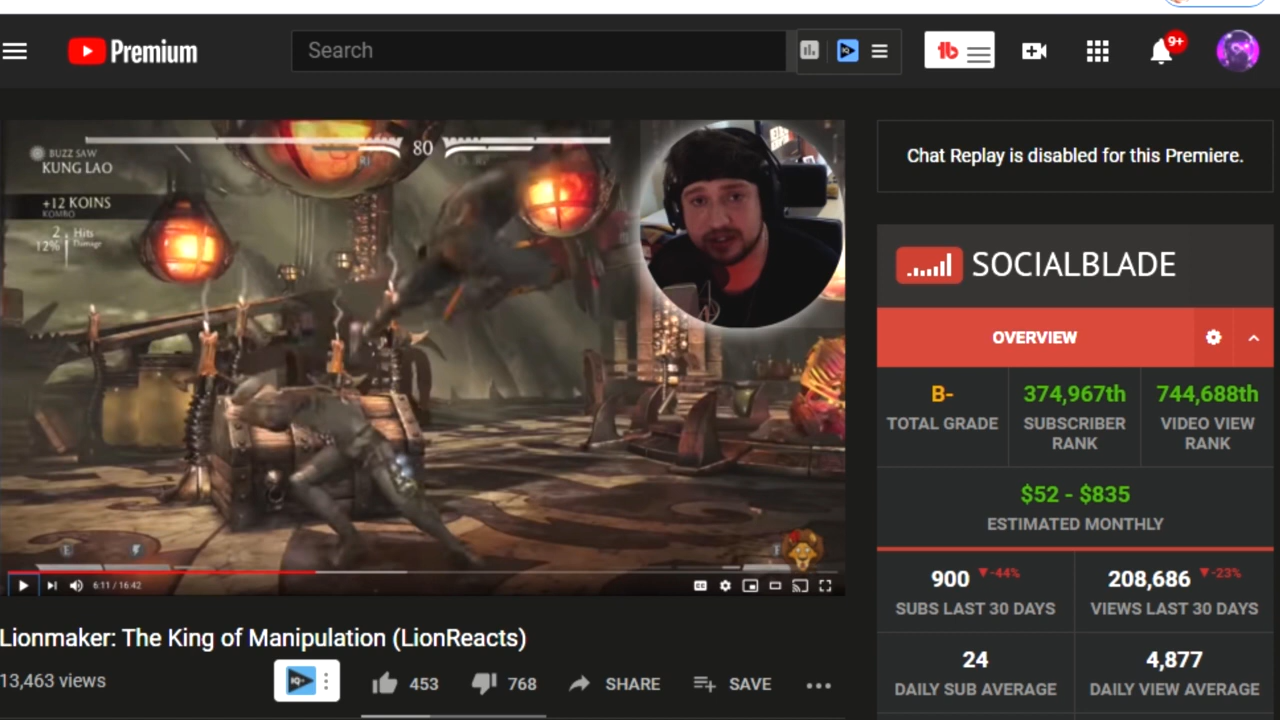 Premium
Search
9+
BUZZ SAW
KUNG LAO
80
+12 KOINS
KOMBO
2 Hits
12% Damage
6:11 / 16:42
CC
Lionmaker: The King of Manipulation (LionReacts)
13,463 views
IQ
453
768
SHARE
SAVE
Chat Replay is disabled for this Premiere.
SOCIALBLADE
OVERVIEW
B-
TOTAL GRADE
374,967th
SUBSCRIBER
RANK
744,688th
VIDEO VIEW
RANK
$52 - $835
ESTIMATED MONTHLY
900 -44%
SUBS LAST 30 DAYS
208,686 -23%
VIEWS LAST 30 DAYS
24
DAILY SUB AVERAGE
4,877
DAILY VIEW AVERAGE